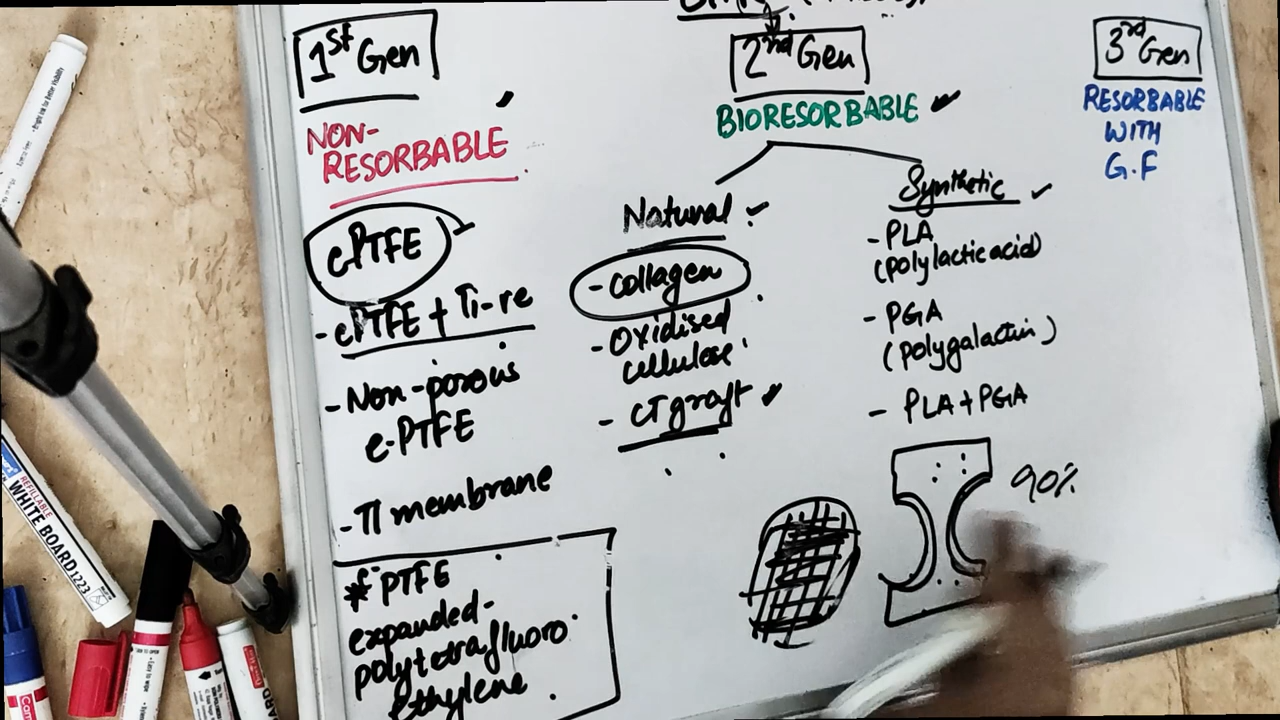 1st Gen
NON-
RESORBABLE
ePTFE
- ePTFE + Ti-re
- Non-porous
e-PTFE
- TI membrane
* PTFE
expanded-
polytetrafluoro
ethylene
2nd Gen
BIORESORBABLE
Natural
- collagen
- Oxidised
cellulose
- CT graft
Synthetic
- PLA
(polylactic acid)
- PGA
(polygalactin)
- PLA + PGA
90%
3rd Gen
RESORBABLE
WITH
G.F
REFILLABLE
WHITE BOARD 1223